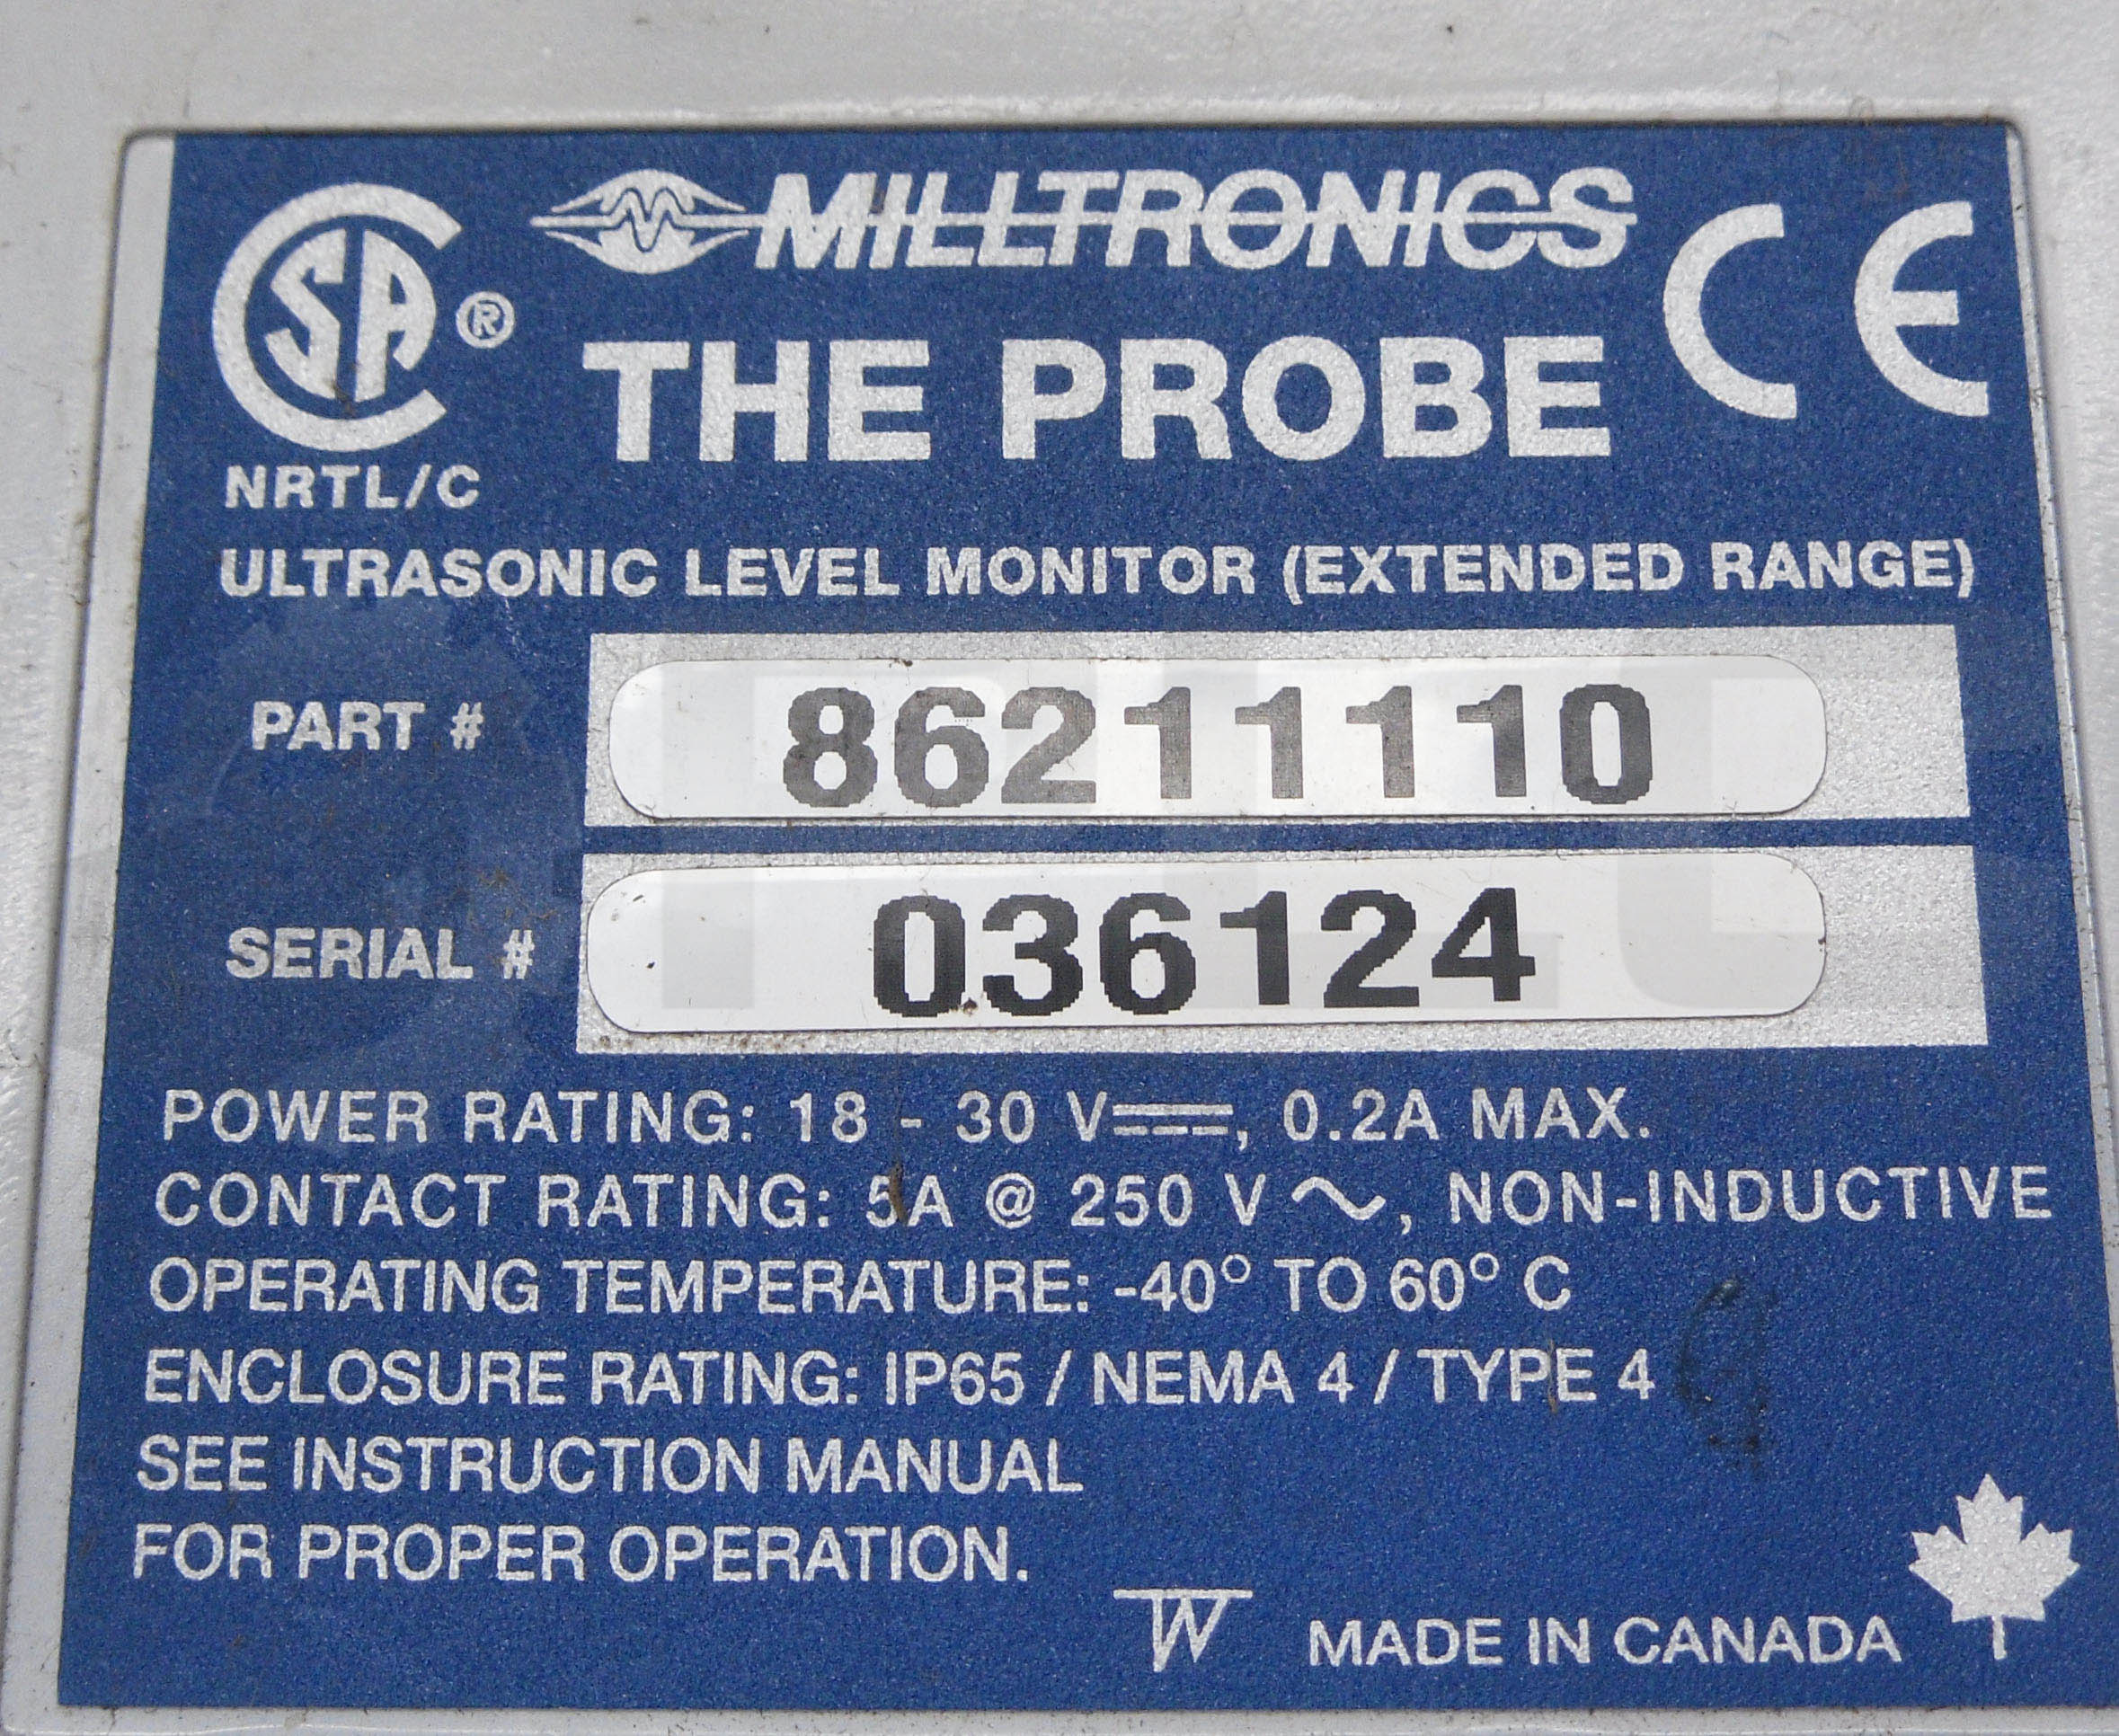 CSA®
NRTL/C
MILLTRONICS
THE PROBE
CE
ULTRASONIC LEVEL MONITOR (EXTENDED RANGE)
PART # 86211110
SERIAL # 036124
POWER RATING: 18 - 30 V⎓, 0.2A MAX.
CONTACT RATING: 5A @ 250 V ~, NON-INDUCTIVE
OPERATING TEMPERATURE: -40° TO 60° C
ENCLOSURE RATING: IP65 / NEMA 4 / TYPE 4
SEE INSTRUCTION MANUAL
FOR PROPER OPERATION.
W
MADE IN CANADA